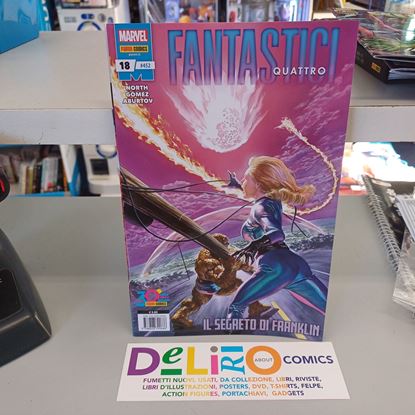 MARVEL
PANINI COMICS
18 #452
NORTH
GOMEZ
ABURTOV
FANTASTICI
QUATTRO
IL SEGRETO DI FRANKLIN
DELIRIO ABOUT COMICS
FUMETTI NUOVI, USATI, DA COLLEZIONE, LIBRI, RIVISTE,
LIBRI D'ILLUSTRAZIONI, POSTERS, DVD, T-SHIRTS, FELPE,
ACTION FIGURES, PORTACHIAVI, GADGETS